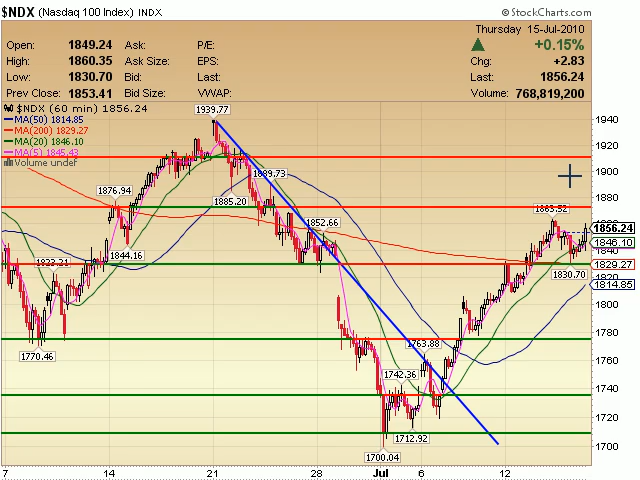 $NDX (Nasdaq 100 Index) INDX
© StockCharts.com
Thursday 15-Jul-2010
Open: 1849.24 Ask: P/E: +0.15%
High: 1860.35 Ask Size: EPS: Chg: +2.83
Low: 1830.70 Bid: Last: Last: 1856.24
Prev Close: 1853.41 Bid Size: VWAP: Volume: 768,819,200
$NDX (60 min) 1856.24
MA(50) 1814.85
MA(200) 1829.27
MA(20) 1846.10
MA(5) 1845.43
Volume undef
1939.77
1889.73
1885.20
1876.94
1863.52
1852.66
1844.16
1830.70
1770.46
1763.88
1742.36
1712.92
1700.04
1940
1920
1900
1880
1856.24
1846.10
1829.27
1814.85
1800
1780
1760
1740
1720
1700
7 14 21 28 Jul 6 12